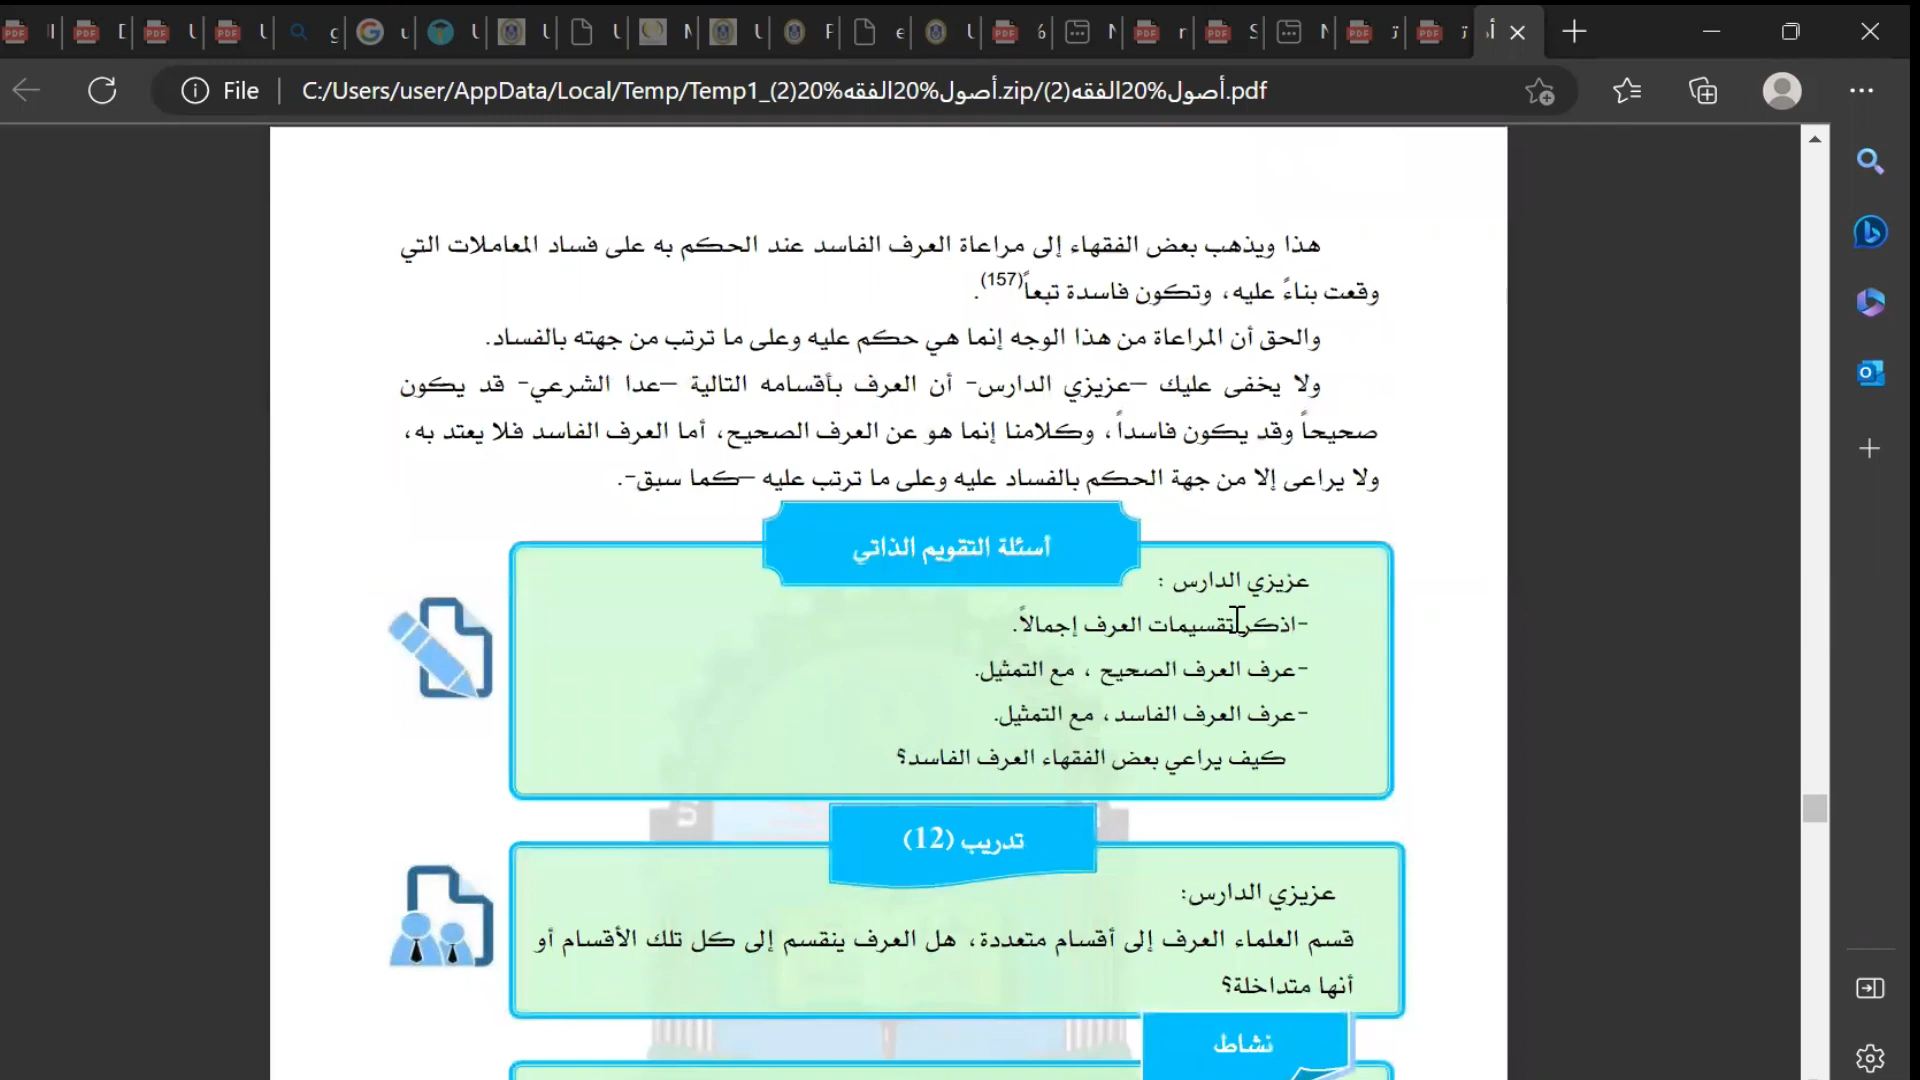 File
C:/Users/user/AppData/Local/Temp/Temp1_(2)20%الفقه%20أصول.zip/(2)الفقه%20أصول.pdf
هذا ويذهب بعض الفقهاء إلى مراعاة العرف الفاسد عند الحكم به على فساد المعاملات التي
وقعت بناءً عليه، وتكون فاسدة تبعاً(157).
والحق أن المراعاة من هذا الوجه إنما هي حكم عليه وعلى ما ترتب من جهته بالفساد.
ولا يخفى عليك –عزيزي الدارس- أن العرف بأقسامه التالية –عدا الشرعي- قد يكون
صحيحاً وقد يكون فاسداً، وكلامنا إنما هو عن العرف الصحيح، أما العرف الفاسد فلا يعتد به،
ولا يراعى إلا من جهة الحكم بالفساد عليه وعلى ما ترتب عليه –كما سبق-.
أسئلة التقويم الذاتي
عزيزي الدارس :
-اذكر تقسيمات العرف إجمالاً.
-عرف العرف الصحيح ، مع التمثيل.
-عرف العرف الفاسد، مع التمثيل.
كيف يراعي بعض الفقهاء العرف الفاسد؟
تدريب (12)
عزيزي الدارس:
قسم العلماء العرف إلى أقسام متعددة، هل العرف ينقسم إلى كل تلك الأقسام أو
أنها متداخلة؟
نشاط